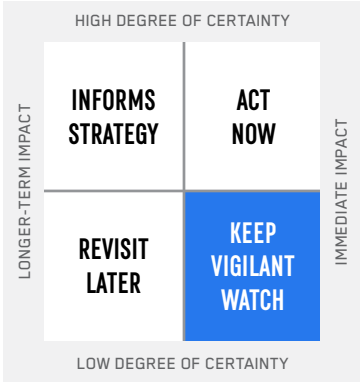 HIGH DEGREE OF CERTAINTY
LONGER-TERM IMPACT
INFORMS
STRATEGY
ACT
NOW
IMMEDIATE IMPACT
REVISIT
LATER
KEEP
VIGILANT
WATCH
LOW DEGREE OF CERTAINTY